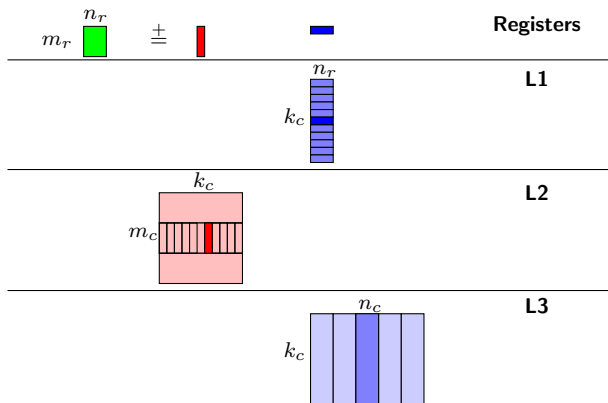 n_r
m_r + = Registers
n_r L1
k_c
k_c L2
m_c
n_c L3
k_c